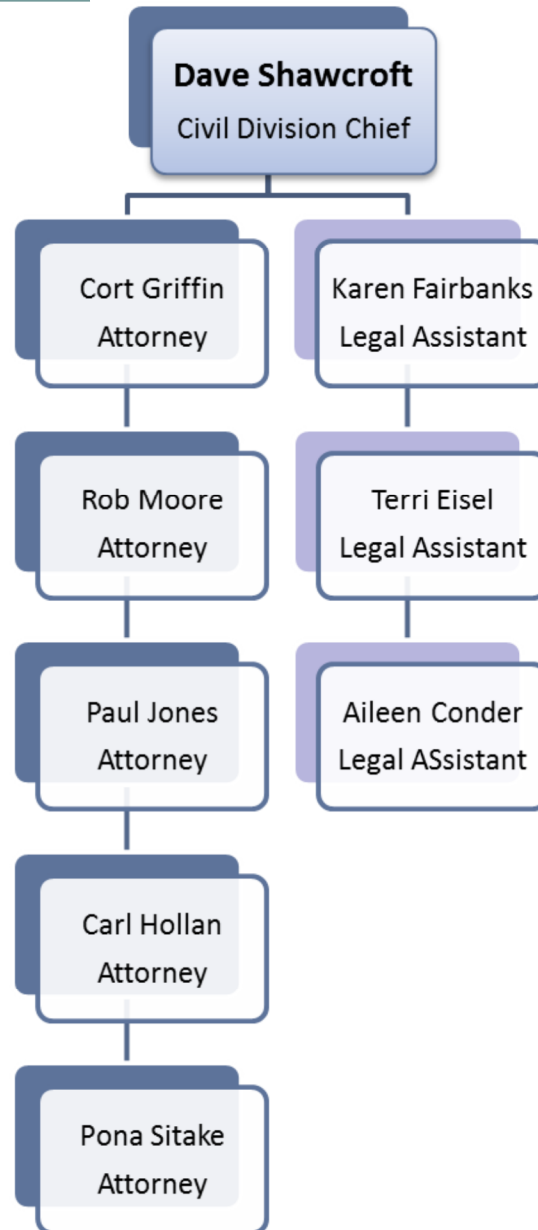 Dave Shawcroft
Civil Division Chief
Cort Griffin
Attorney
Rob Moore
Attorney
Paul Jones
Attorney
Carl Hollan
Attorney
Pona Sitake
Attorney
Karen Fairbanks
Legal Assistant
Terri Eisel
Legal Assistant
Aileen Conder
Legal ASsistant